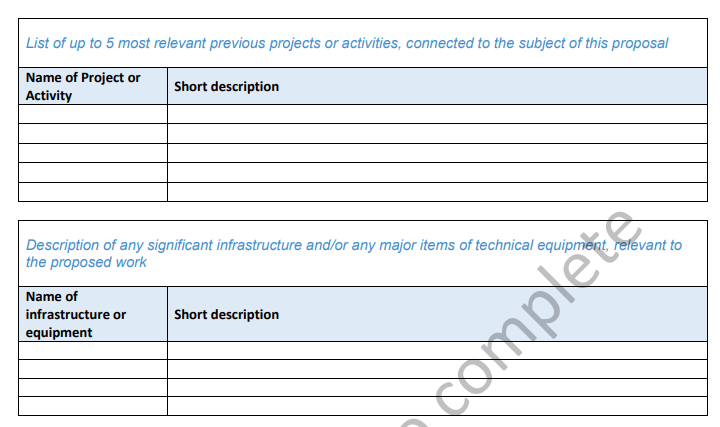 List of up to 5 most relevant previous projects or activities, connected to the subject of this proposal
Name of Project or
Activity
Short description
Description of any significant infrastructure and/or any major items of technical equipment, relevant to
the proposed work
Name of
infrastructure or
equipment
Short description
complete